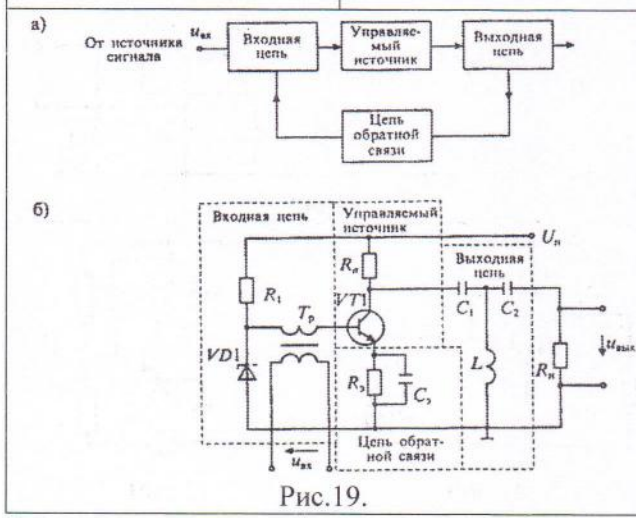 а)
От источника
сигнала
uвх
Входная
цепь
Управляе-
мый
источник
Выходная
цепь
Цепь
обратной
связи
б)
Входная цепь
Управляемый
источник
Uп
Выходная
цепь
R1
Rк
VT1
C1
C2
Tр
VD1
Rэ
Cэ
L
Rн
uвых
Цепь обрат-
ной связи
uвх
Рис.19.